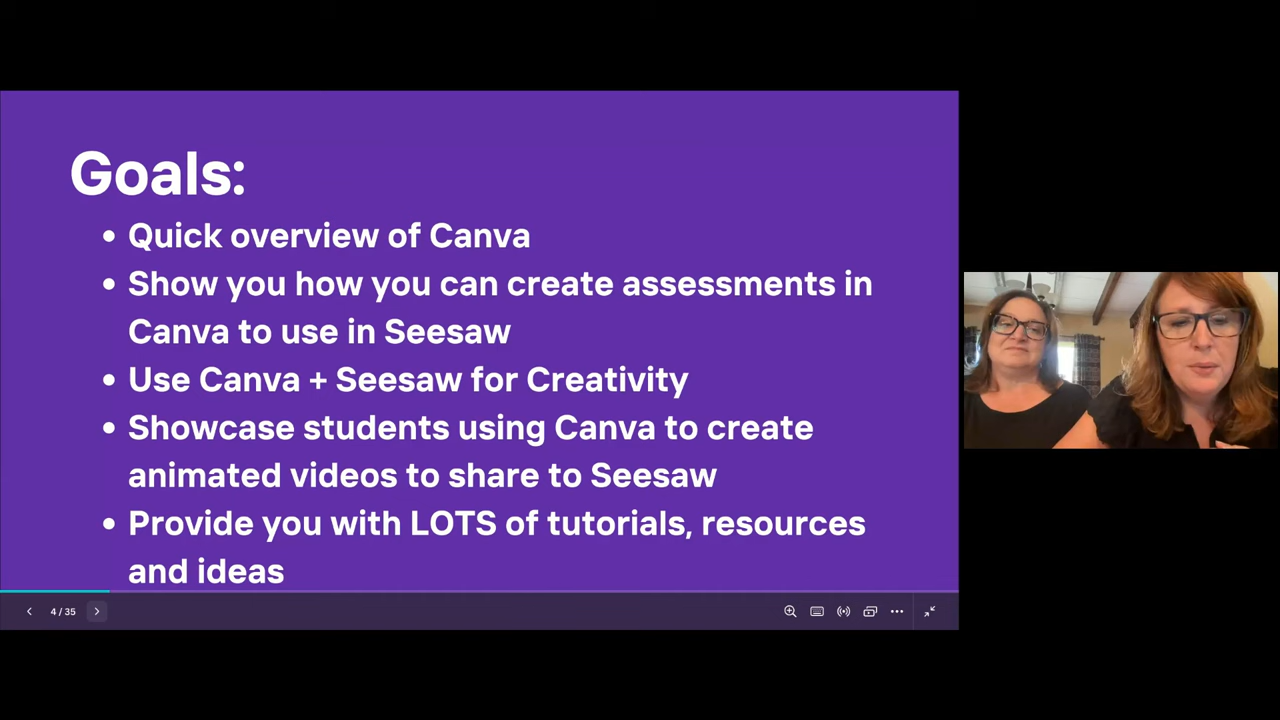 Goals:
• Quick overview of Canva
• Show you how you can create assessments in
Canva to use in Seesaw
• Use Canva + Seesaw for Creativity
• Showcase students using Canva to create
animated videos to share to Seesaw
• Provide you with LOTS of tutorials, resources
and ideas
4 / 35